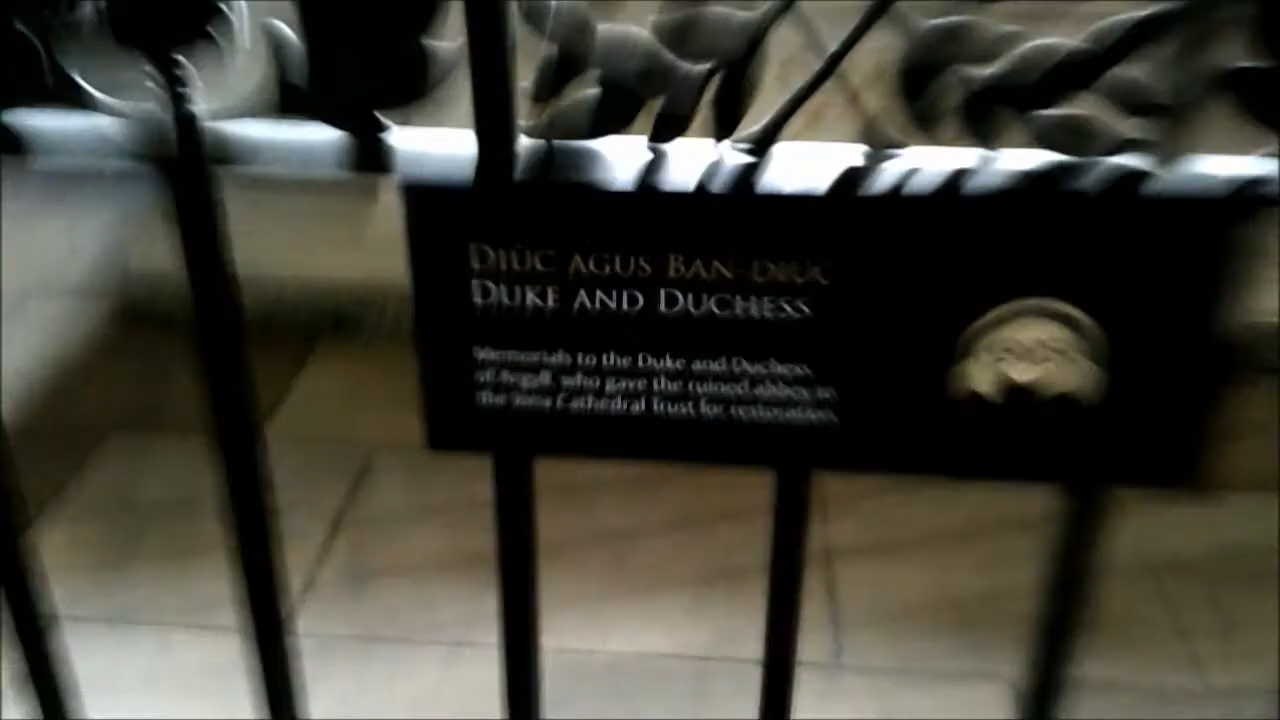 DIÙC AGUS BAN-DIÙC
DUKE AND DUCHESS
Memorials to the Duke and Duchess
of Argyll, who gave the ruined abbey to
the Iona Cathedral Trust for restoration.